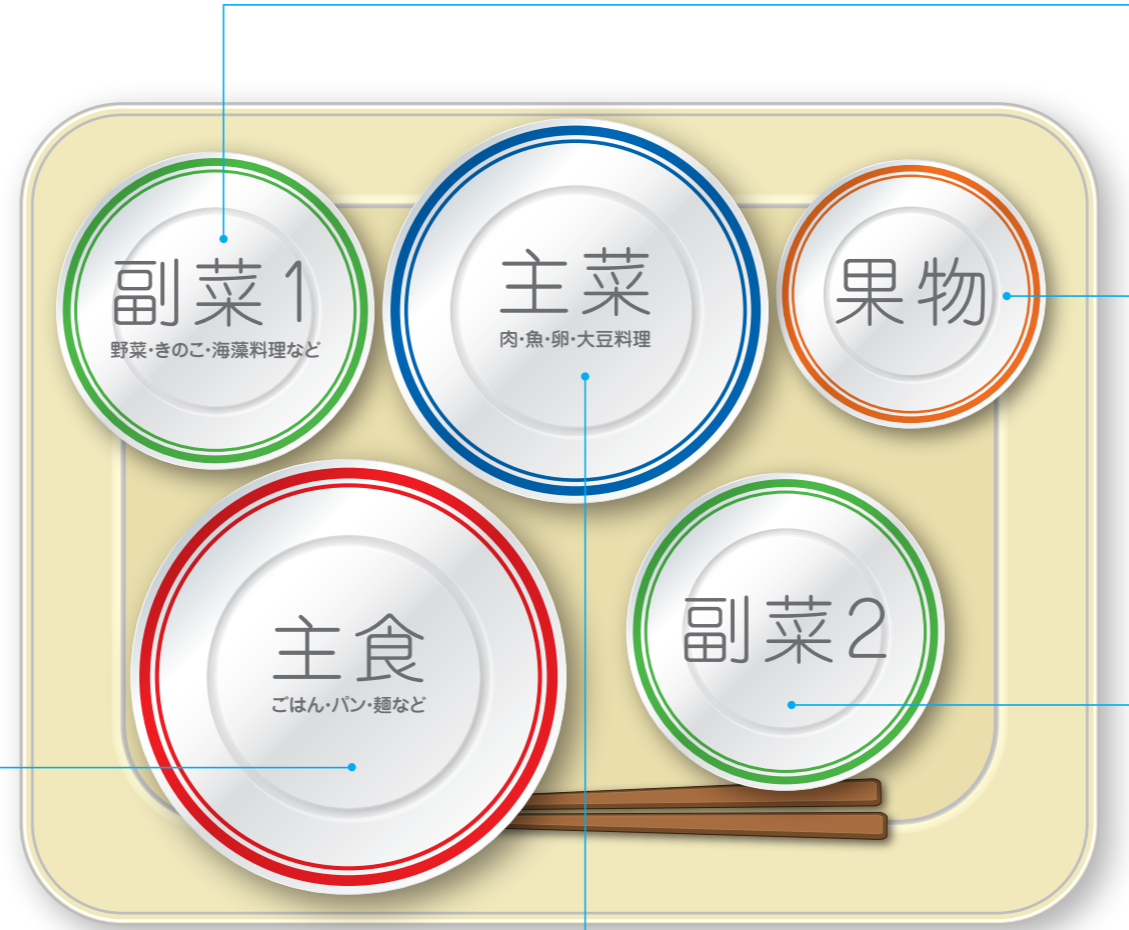 副菜1
野菜・きのこ・海藻料理など
主菜
肉・魚・卵・大豆料理
果物
主食
ごはん・パン・麺など
副菜2